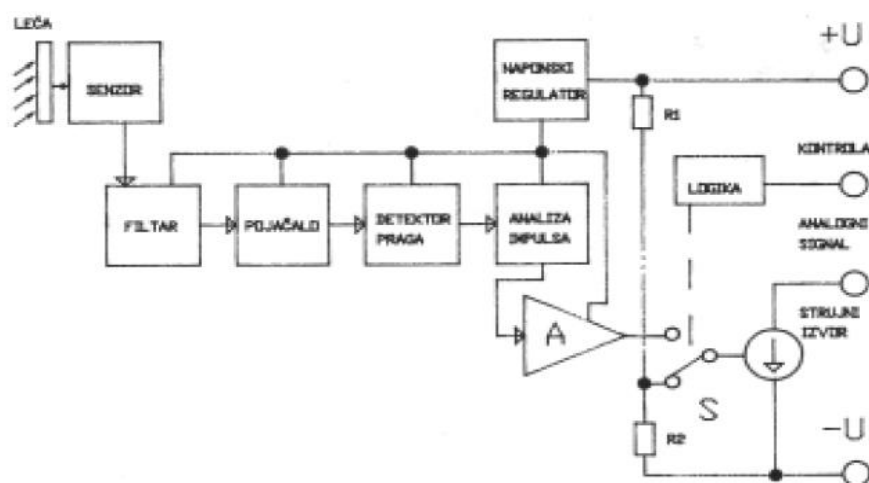 LEĆA
SENZOR
NAPONSKI
REGULATOR
+U
R1
KONTROLA
LOGIKA
FILTAR
POJAČALO
DETEKTOR
PRAGA
ANALIZA
IMPULSA
ANALOGNI
SIGNAL
A
STRUJNI
IZVOR
S
R2
-U